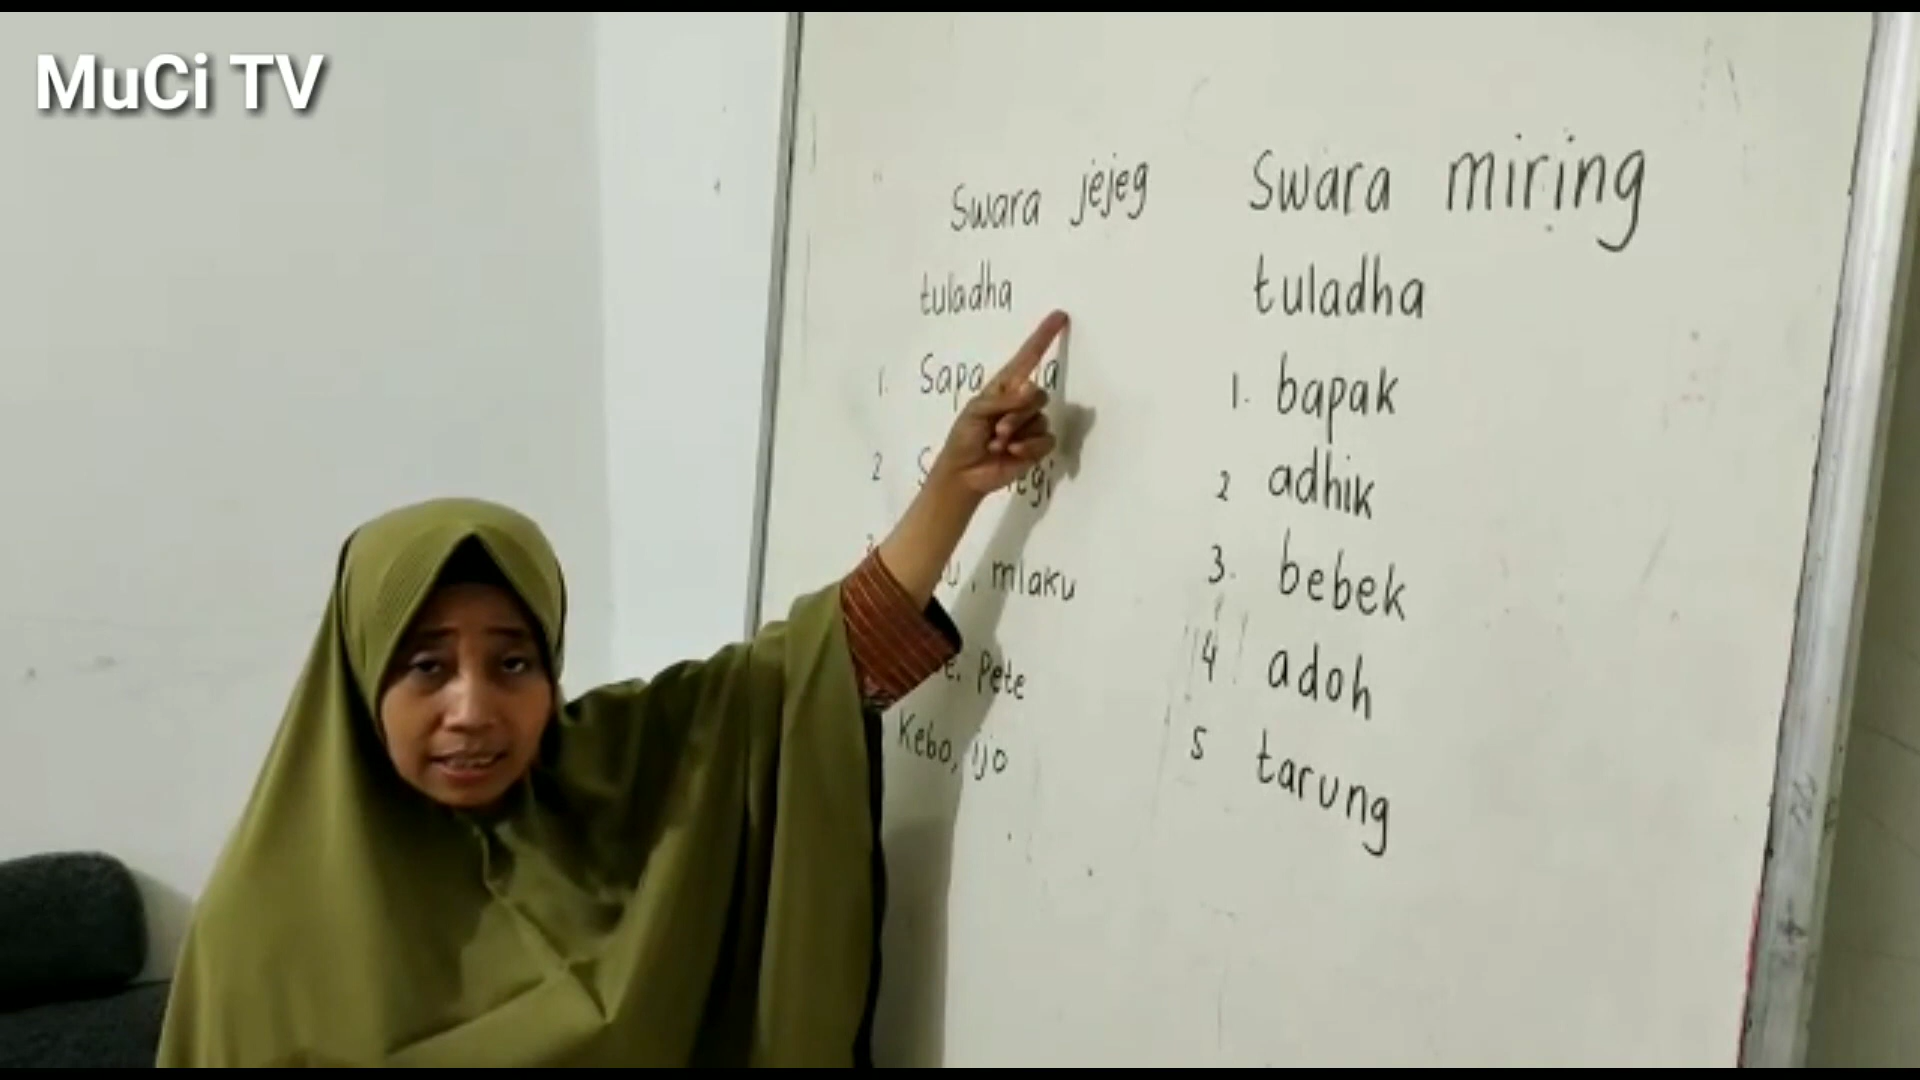 MuCi TV
Swara jejeg
tuladha
1. Sapa
2
mlaku
Pete
Kebo, ijo
Swara miring
tuladha
1. bapak
2 adhik
3. bebek
4 adoh
5 tarung